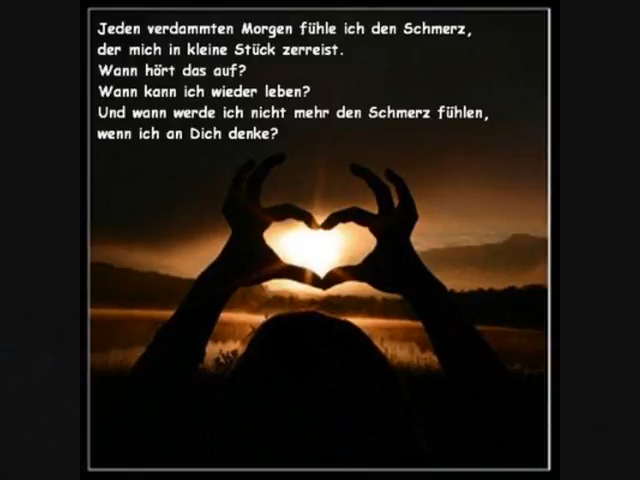 Jeden verdammten Morgen fühle ich den Schmerz,
der mich in kleine Stück zerreist.
Wann hört das auf?
Wann kann ich wieder leben?
Und wann werde ich nicht mehr den Schmerz fühlen,
wenn ich an Dich denke?